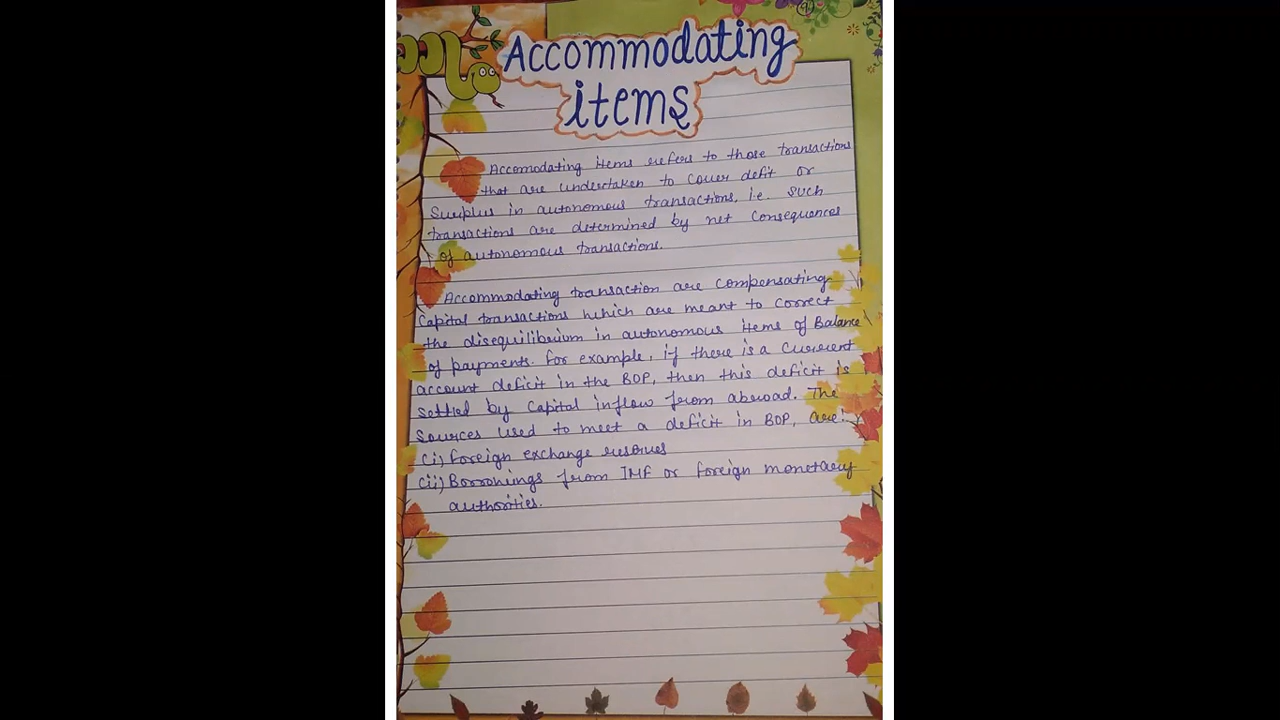 Accommodating
items
Accomodating items refers to those transactions
that are undertaken to cover defit or
Surplus in autonomous transactions, i.e. such
transactions are determined by net consequences
of autonomous transactions.
Accommodating transaction are compensating
Capital transactions which are meant to correct
the disequilibrium in autonomous items of Balance
of payments. For example, if there is a current
account deficit in the BOP, then this deficit is
settled by capital inflow from abroad. The
sources used to meet a deficit in BOP, are:
(i) Foreign exchange reserves
(ii) Borrowings from IMF or foreign monetary
authorities.